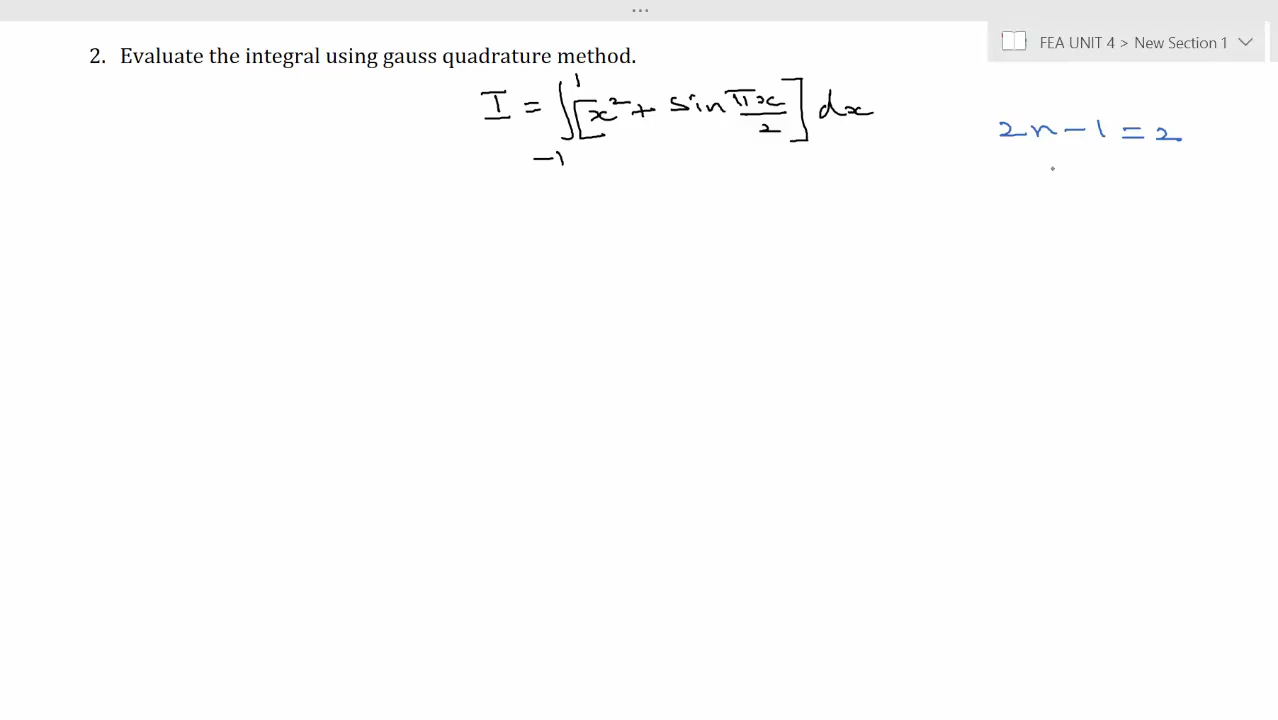 ...
FEA UNIT 4 > New Section 1
2. Evaluate the integral using gauss quadrature method.
I = ∫₋₁¹ [x² + sin πx/2] dx
2n - 1 = 2